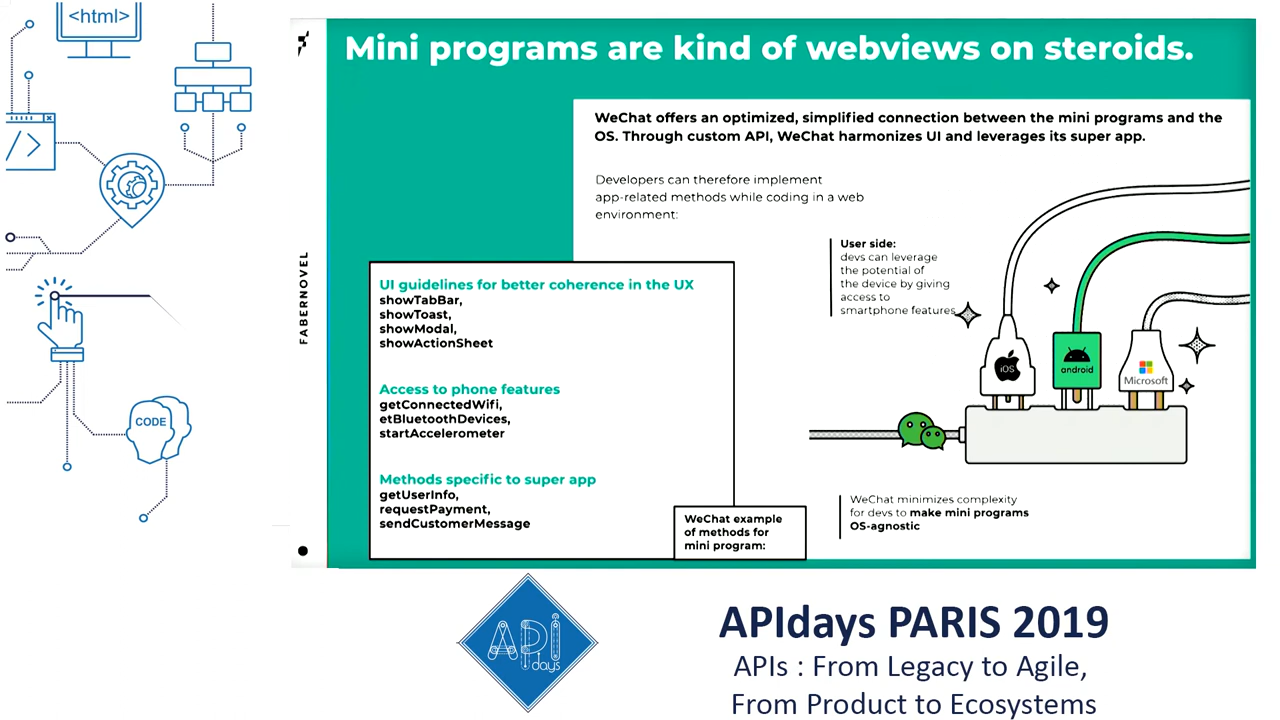 <html>
/>
CODE
FABERNOVEL
Mini programs are kind of webviews on steroids.
WeChat offers an optimized, simplified connection between the mini programs and the
OS. Through custom API, WeChat harmonizes UI and leverages its super app.
Developers can therefore implement
app-related methods while coding in a web
environment:
User side:
devs can leverage
the potential of
the device by giving
access to
smartphone features
UI guidelines for better coherence in the UX
showTabBar,
showToast,
showModal,
showActionSheet
Access to phone features
getConnectedWifi,
etBluetoothDevices,
startAccelerometer
Methods specific to super app
getUserInfo,
requestPayment,
sendCustomerMessage
WeChat example
of methods for
mini program:
iOS
android
Microsoft
WeChat minimizes complexity
for devs to make mini programs
OS-agnostic
API
days
APIdays PARIS 2019
APIs : From Legacy to Agile,
From Product to Ecosystems